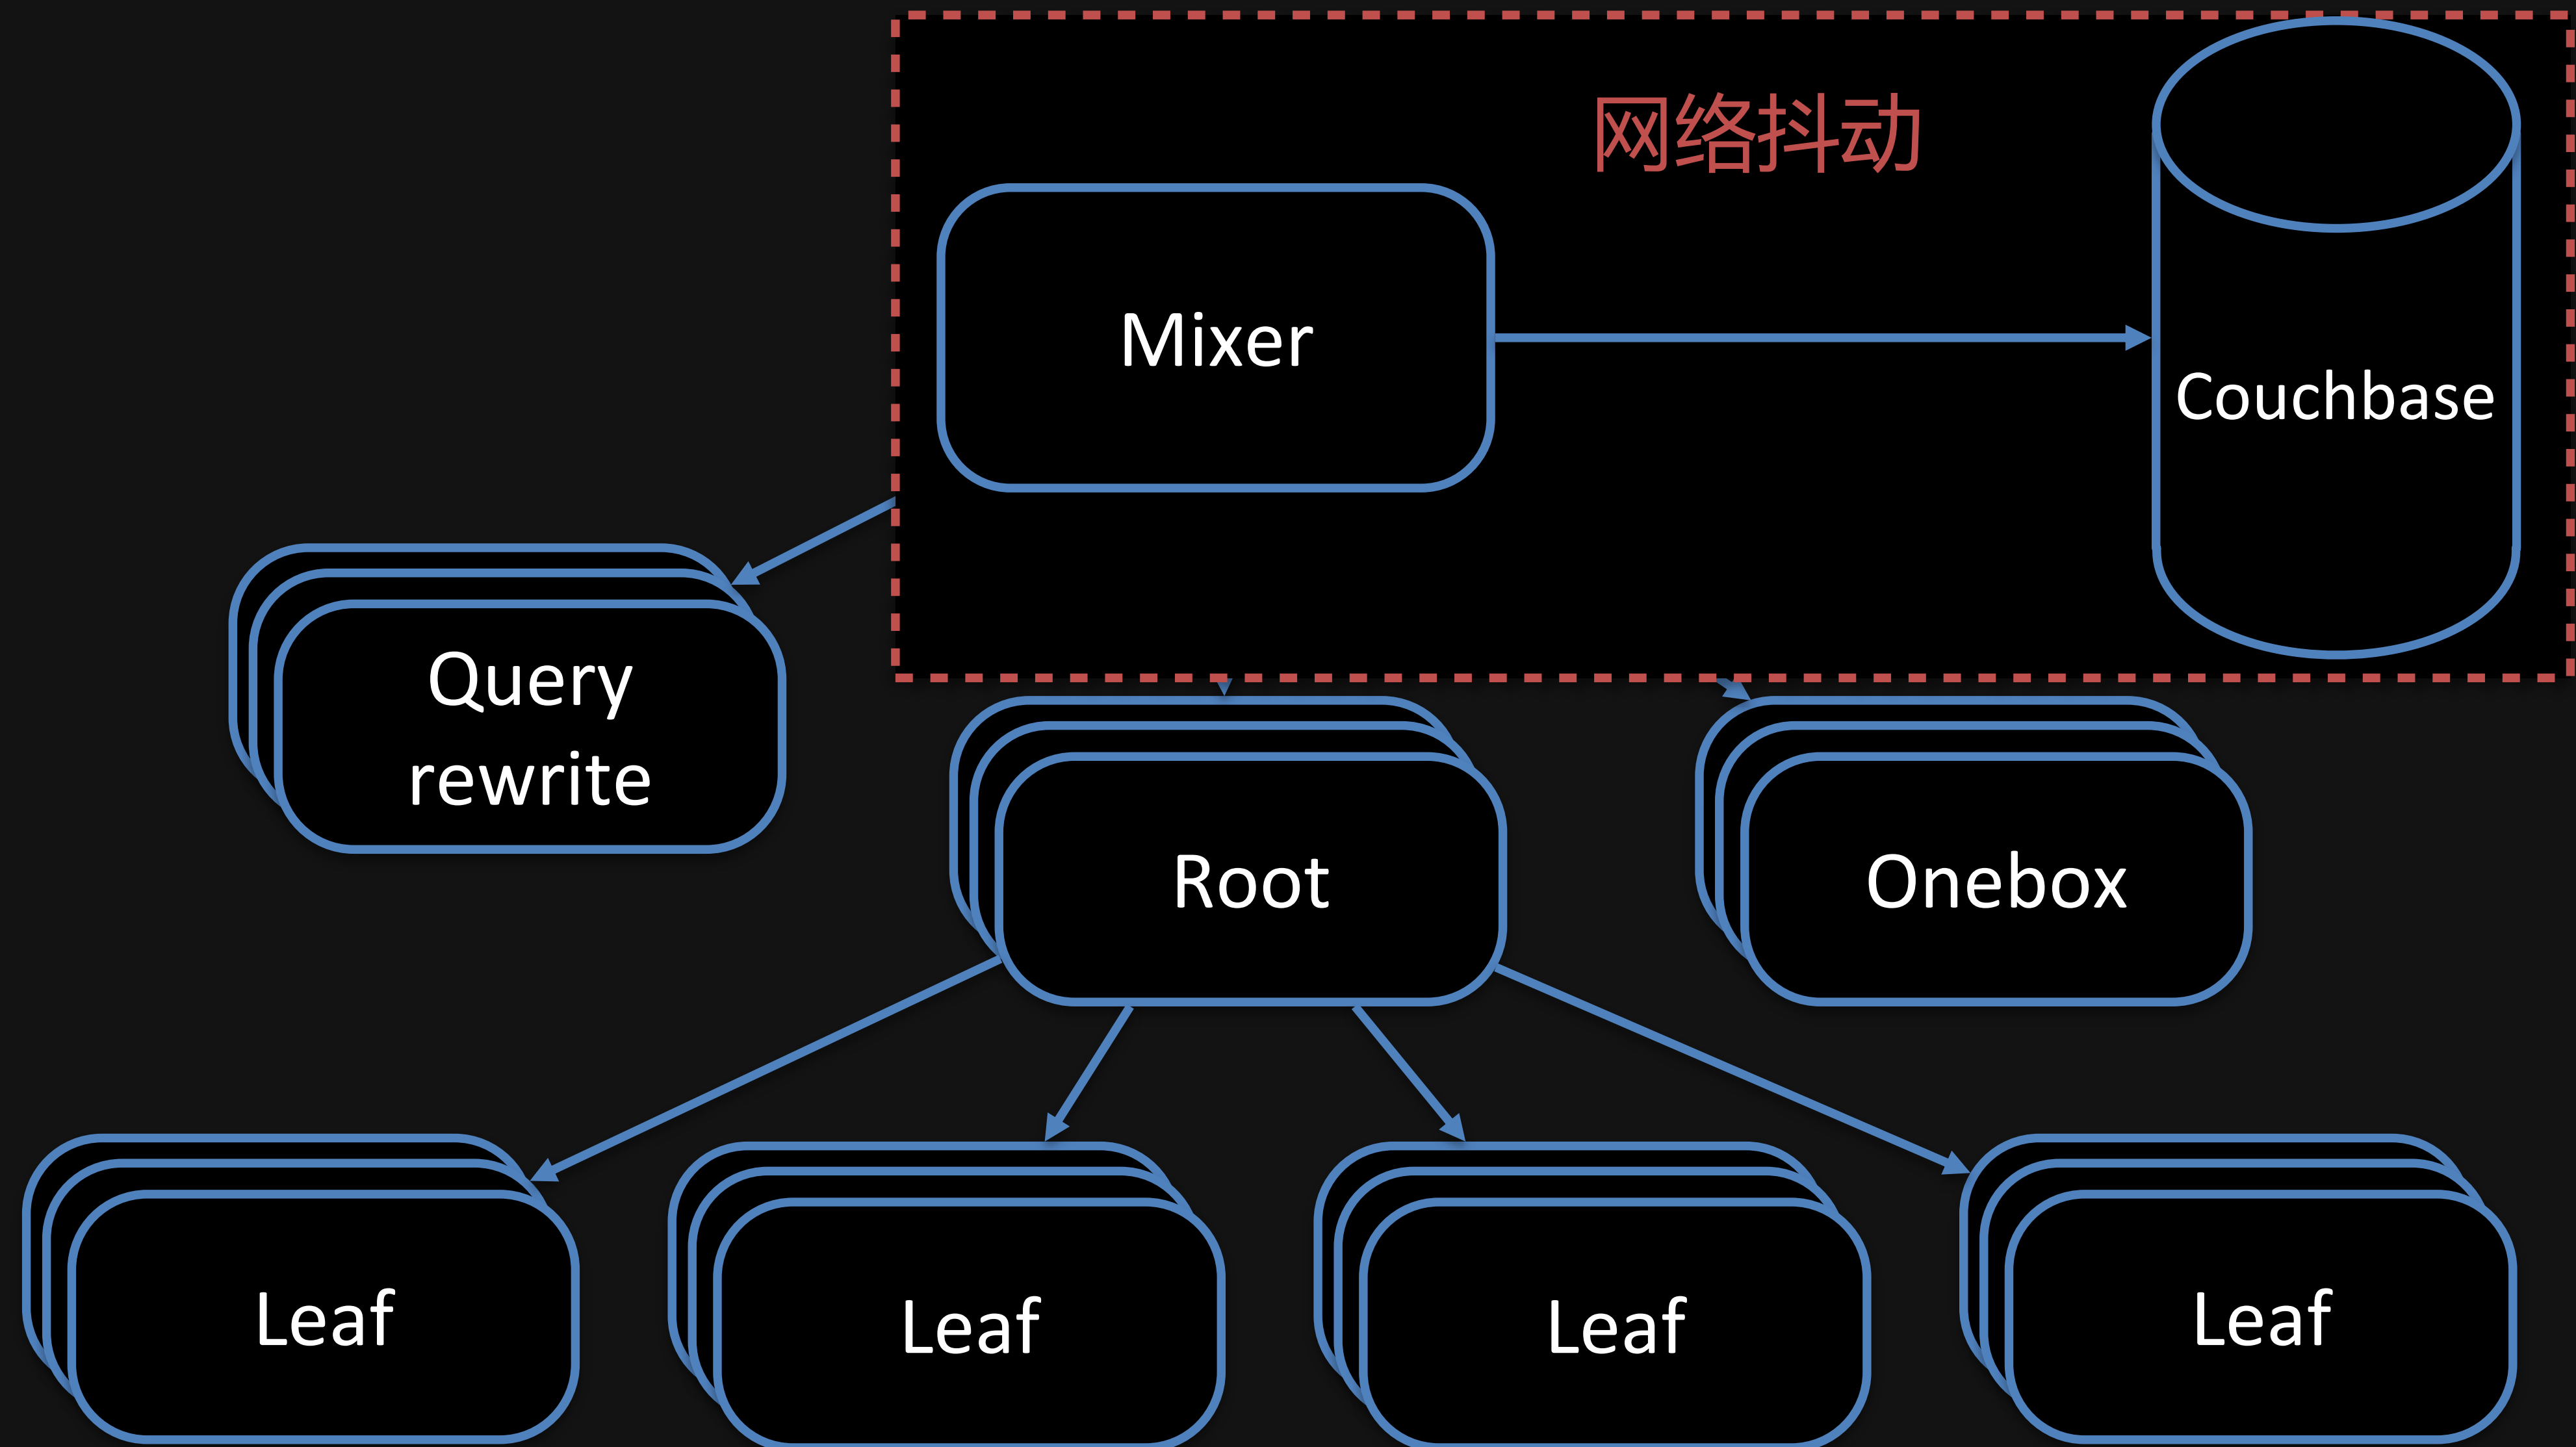 网络抖动
Mixer
Couchbase
Query
rewrite
Root
Onebox
Leaf
Leaf
Leaf
Leaf